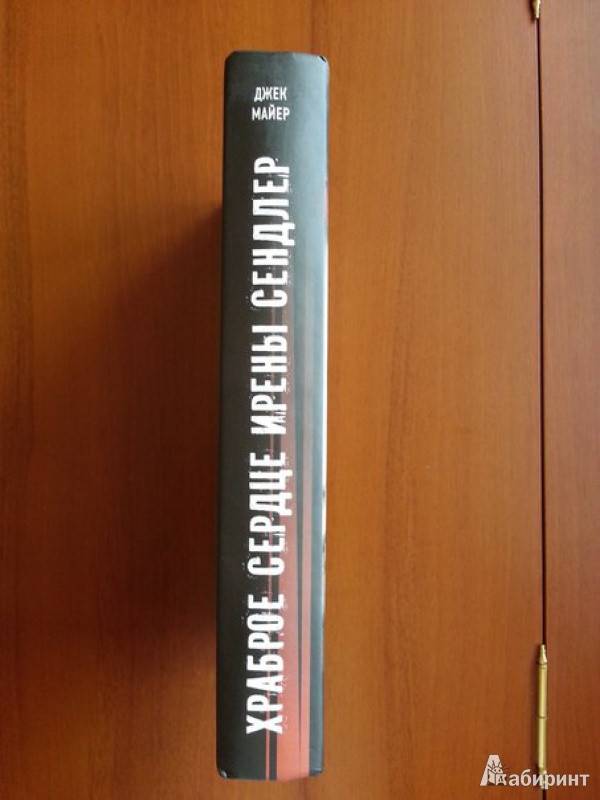 ДЖЕК
МАЙЕР
ХРАБРОЕ СЕРДЦЕ ИРЕНЫ СЕНДЛЕР
Лабиринт